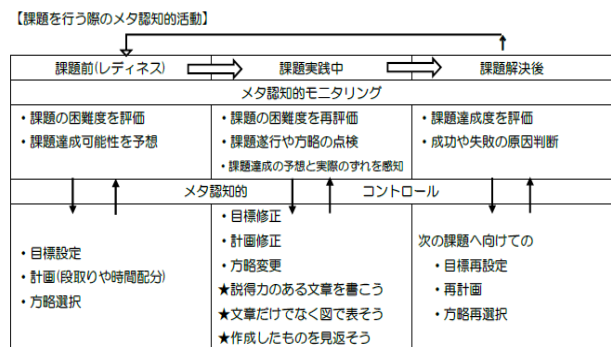 【課題を行う際のメタ認知的活動】
課題前(レディネス)
課題実践中
課題解決後
メタ認知的モニタリング
・課題の困難度を評価
・課題達成可能性を予想
・課題の困難度を再評価
・課題遂行や方略の点検
・課題達成の予想と実際のずれを感知
・課題達成度を評価
・成功や失敗の原因判断
メタ認知的 コントロール
・目標設定
・計画(段取りや時間配分)
・方略選択
・目標修正
・計画修正
・方略変更
★説得力のある文章を書こう
★文章だけでなく図で表そう
★作成したものを見返そう
次の課題へ向けての
・目標再設定
・再計画
・方略再選択